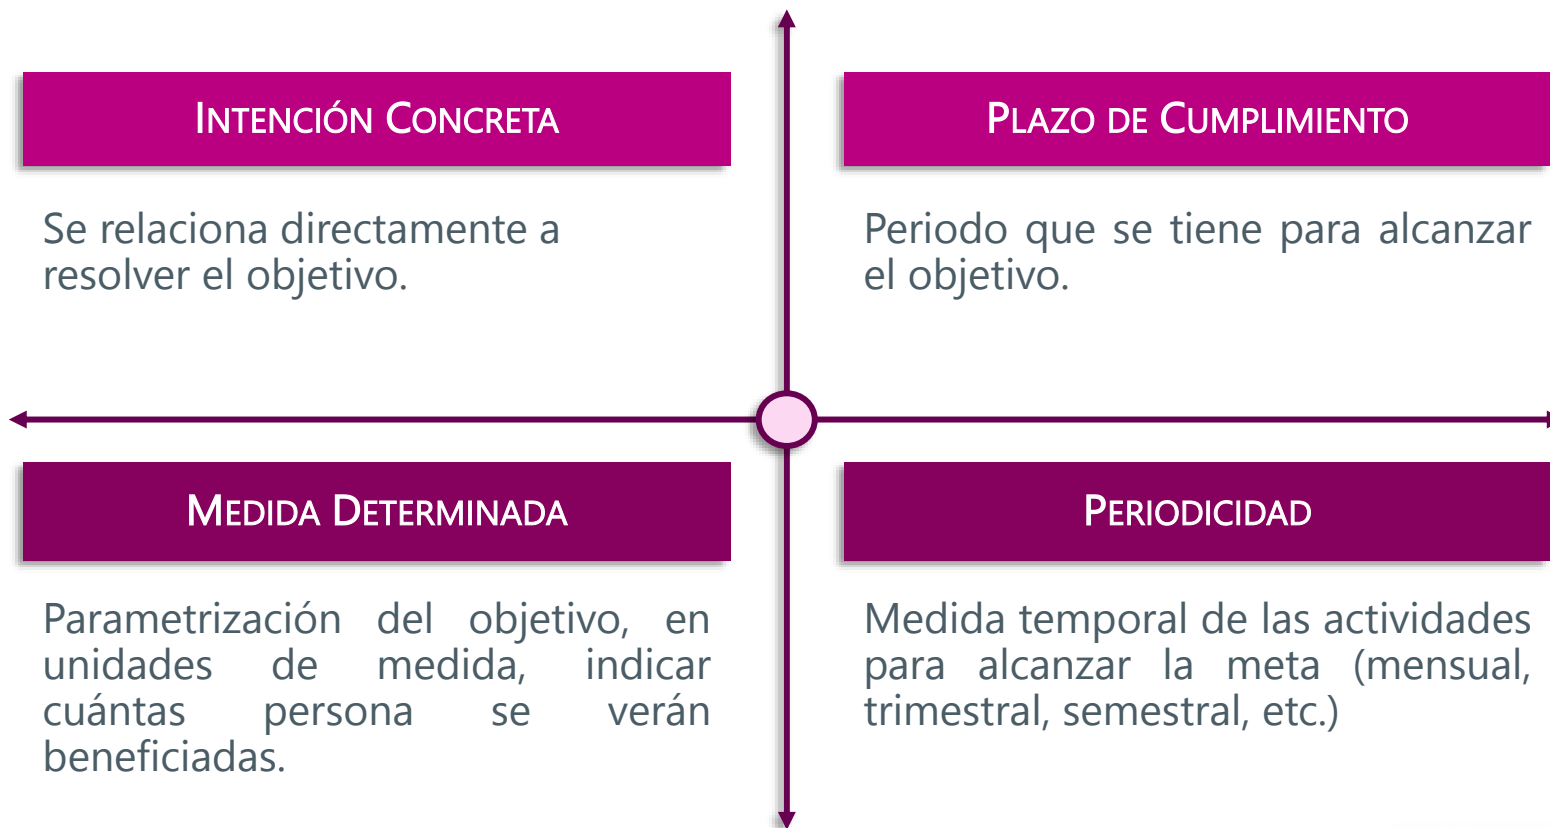 INTENCIÓN CONCRETA
Se relaciona directamente a
resolver el objetivo.
PLAZO DE CUMPLIMIENTO
Periodo que se tiene para alcanzar
el objetivo.
MEDIDA DETERMINADA
Parametrización del objetivo, en
unidades de medida, indicar
cuántas persona se verán
beneficiadas.
PERIODICIDAD
Medida temporal de las actividades
para alcanzar la meta (mensual,
trimestral, semestral, etc.)